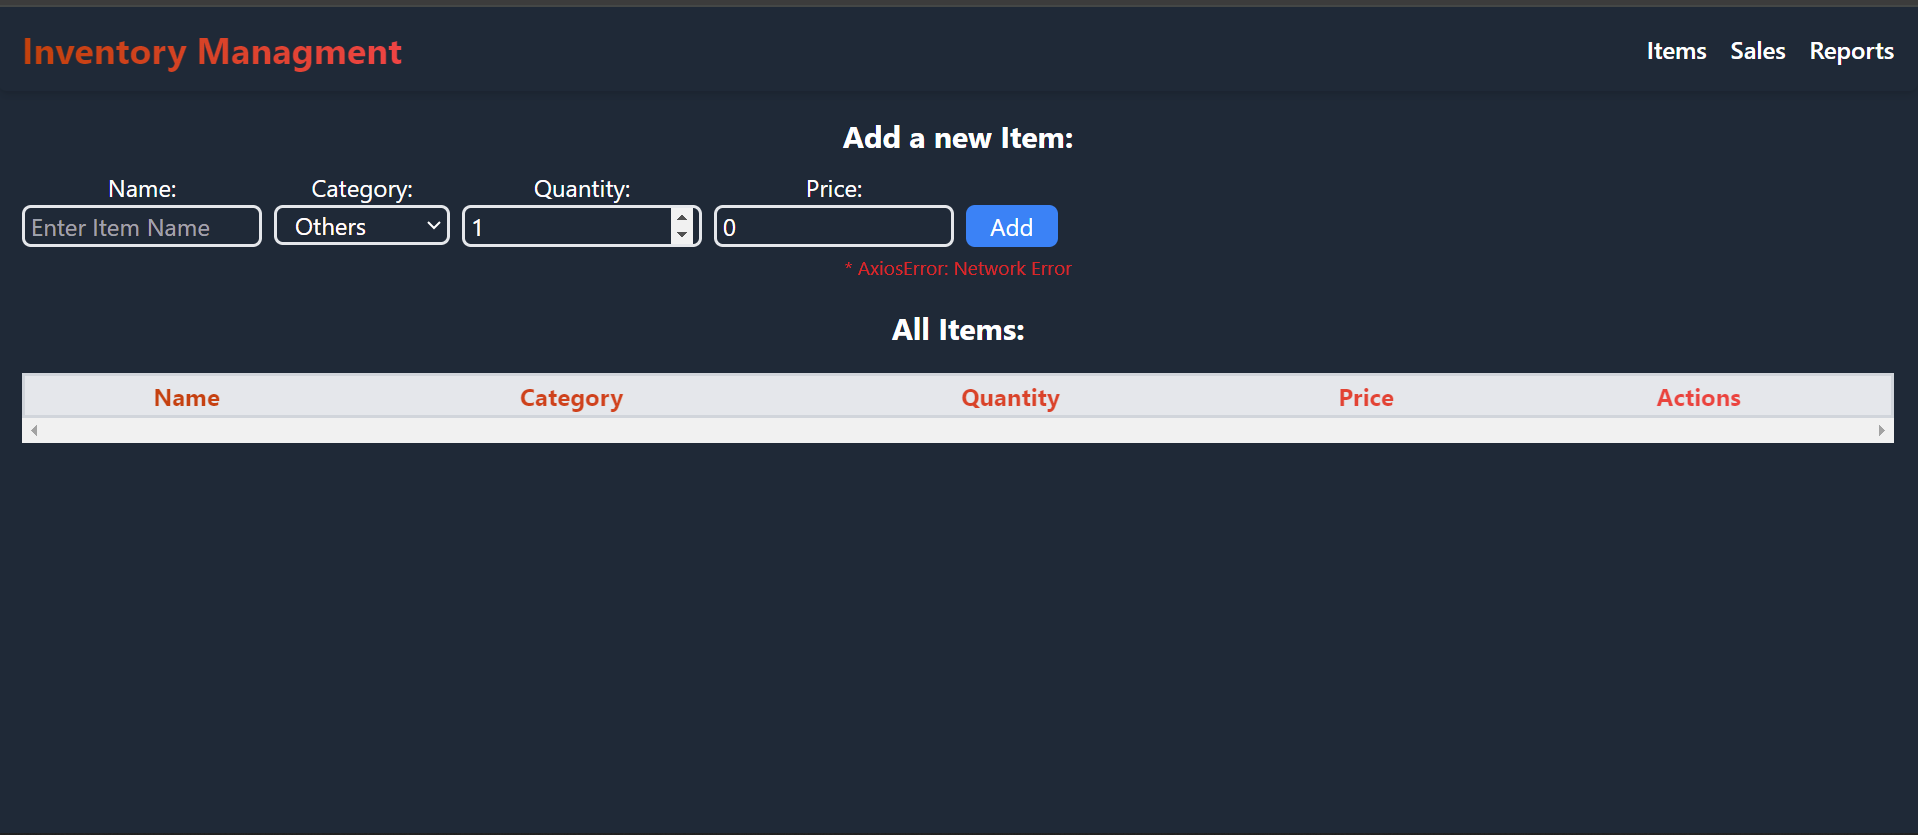 Inventory Managment
Items Sales Reports
Add a new Item:
Name: Category: Quantity: Price:
Enter Item Name Others 1 0 Add
* AxiosError: Network Error
All Items:
Name Category Quantity Price Actions